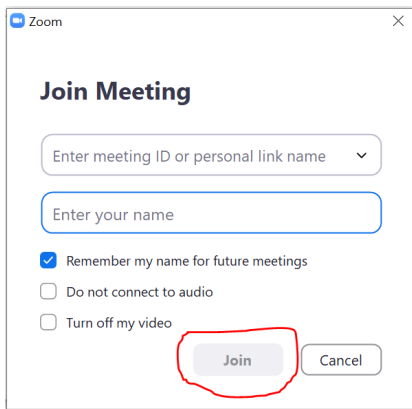 Zoom
Join Meeting
Enter meeting ID or personal link name
Enter your name
Remember my name for future meetings
Do not connect to audio
Turn off my video
Join Cancel